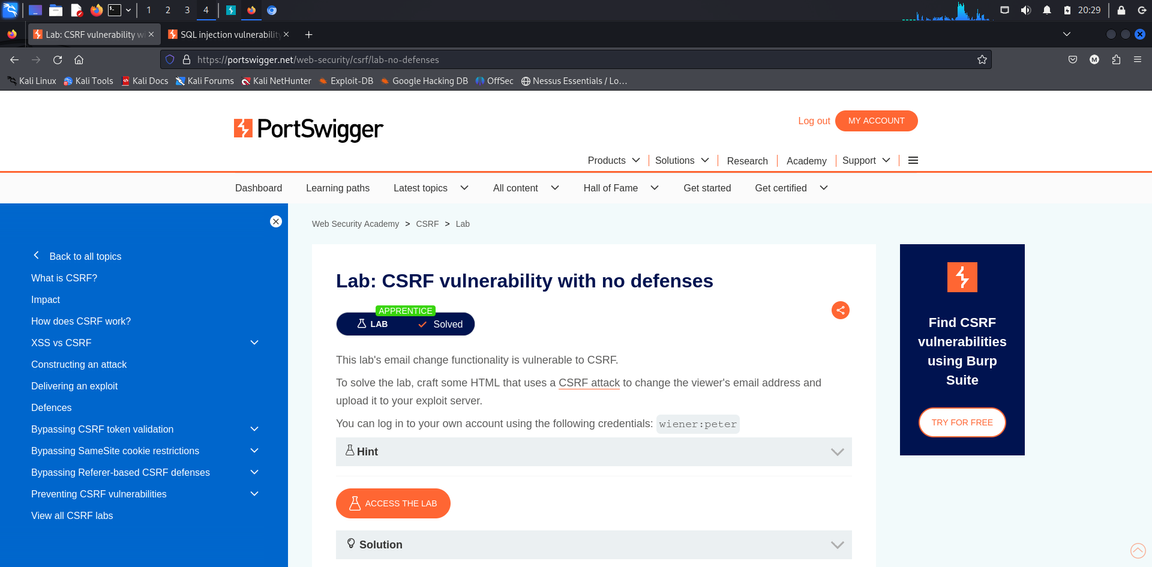 1 2 3 4
20:29
Lab: CSRF vulnerability w
SQL injection vulnerability
https://portswigger.net/web-security/csrf/lab-no-defenses
Kali Linux Kali Tools Kali Docs Kali Forums Kali NetHunter Exploit-DB Google Hacking DB OffSec Nessus Essentials / Lo…
PortSwigger
Log out MY ACCOUNT
Products Solutions Research Academy Support
Dashboard Learning paths Latest topics All content Hall of Fame Get started Get certified
Back to all topics
What is CSRF?
Impact
How does CSRF work?
XSS vs CSRF
Constructing an attack
Delivering an exploit
Defences
Bypassing CSRF token validation
Bypassing SameSite cookie restrictions
Bypassing Referer-based CSRF defenses
Preventing CSRF vulnerabilities
View all CSRF labs
Web Security Academy > CSRF > Lab
Lab: CSRF vulnerability with no defenses
APPRENTICE
LAB Solved
This lab's email change functionality is vulnerable to CSRF.
To solve the lab, craft some HTML that uses a CSRF attack to change the viewer's email address and
upload it to your exploit server.
You can log in to your own account using the following credentials: wiener:peter
Hint
ACCESS THE LAB
Solution
Find CSRF
vulnerabilities
using Burp
Suite
TRY FOR FREE